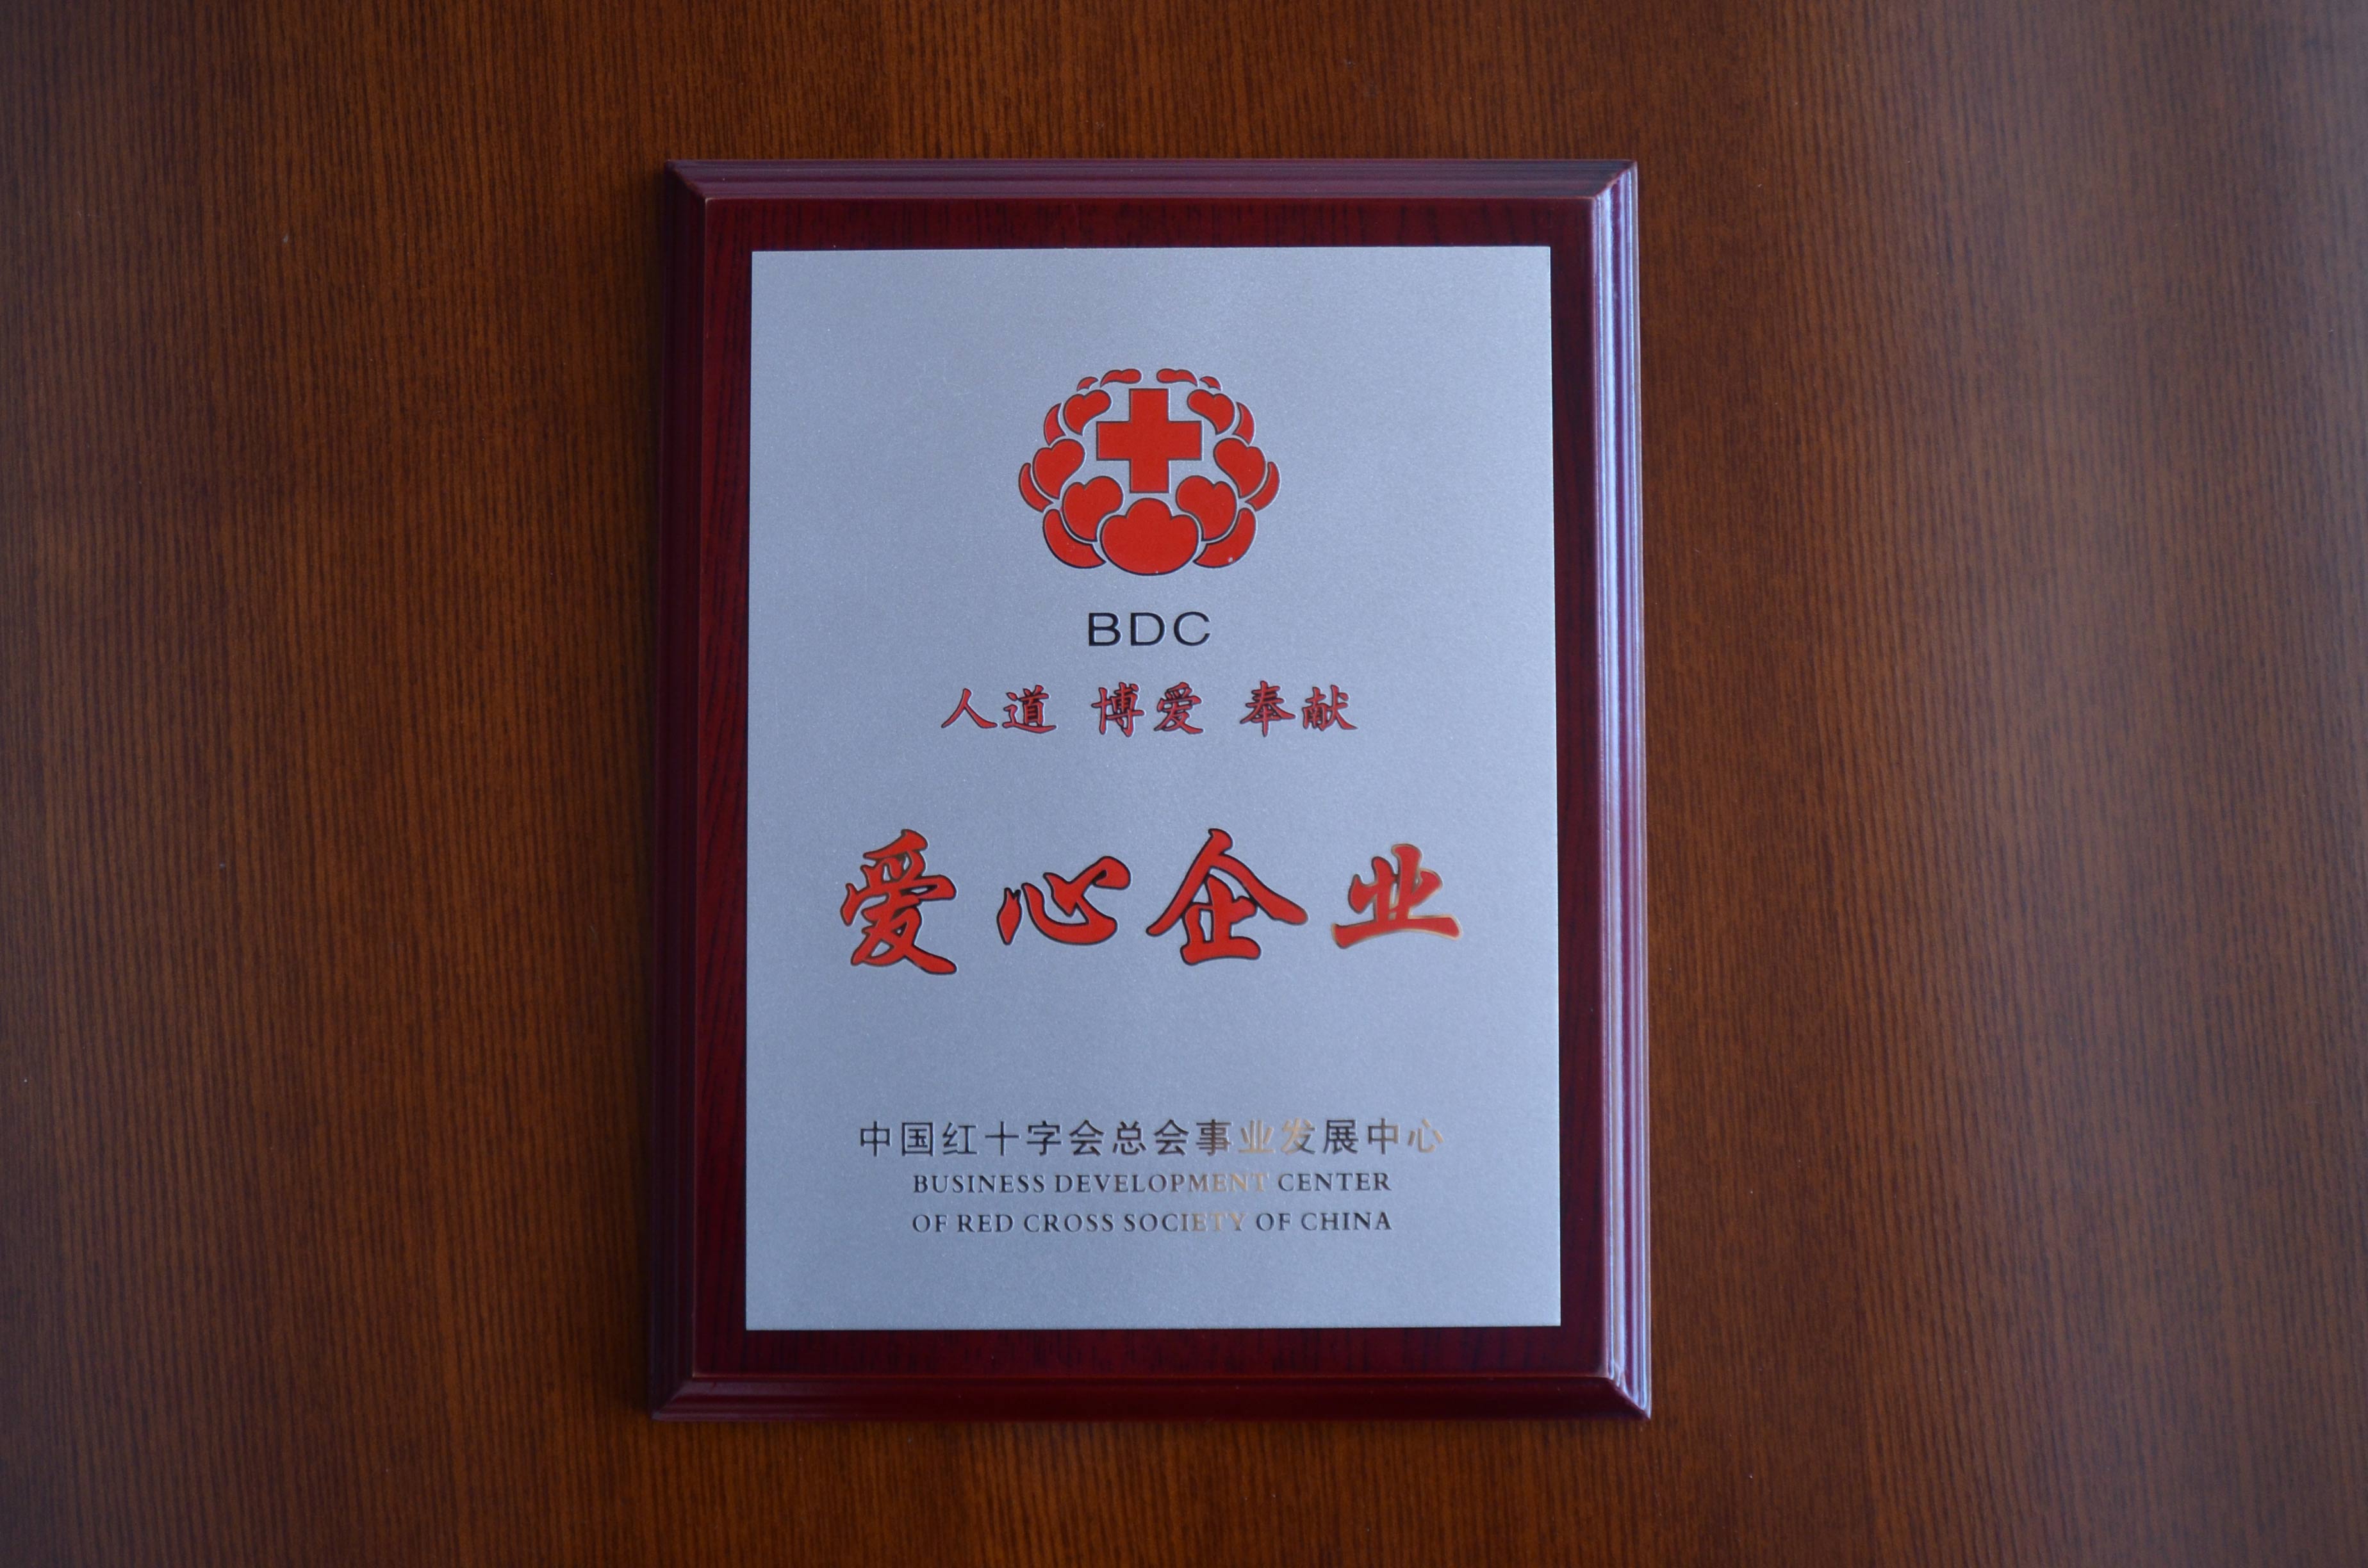 BDC
人道 博爱 奉献
爱心企业
中国红十字会总会事业发展中心
BUSINESS DEVELOPMENT CENTER
OF RED CROSS SOCIETY OF CHINA